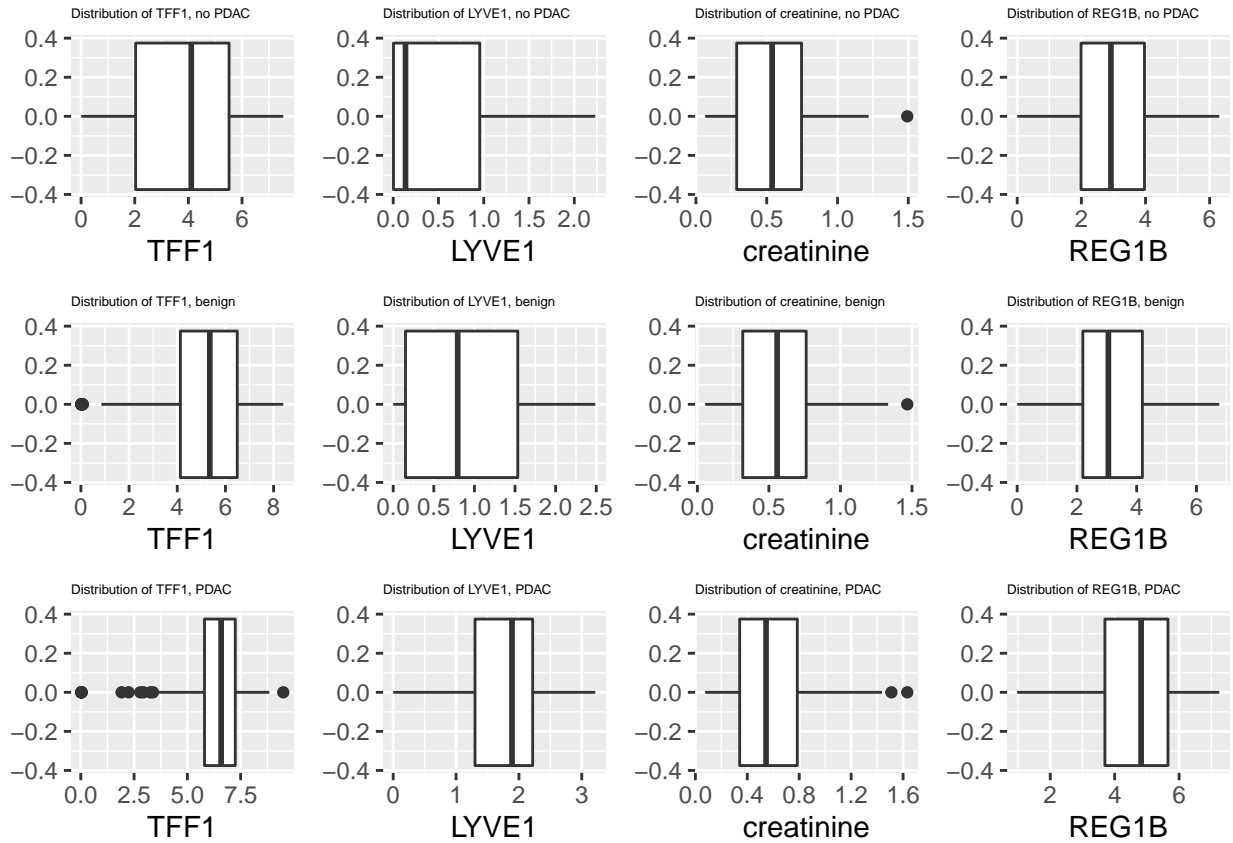 Distribution of TFF1, no PDAC
0.4
0.2
0.0
−0.2
−0.4
0 2 4 6
TFF1
Distribution of LYVE1, no PDAC
0.4
0.2
0.0
−0.2
−0.4
0.0 0.5 1.0 1.5 2.0
LYVE1
Distribution of creatinine, no PDAC
0.4
0.2
0.0
−0.2
−0.4
0.0 0.5 1.0 1.5
creatinine
Distribution of REG1B, no PDAC
0.4
0.2
0.0
−0.2
−0.4
0 2 4 6
REG1B
Distribution of TFF1, benign
0.4
0.2
0.0
−0.2
−0.4
0 2 4 6 8
TFF1
Distribution of LYVE1, benign
0.4
0.2
0.0
−0.2
−0.4
0.0 0.5 1.0 1.5 2.0 2.5
LYVE1
Distribution of creatinine, benign
0.4
0.2
0.0
−0.2
−0.4
0.0 0.5 1.0 1.5
creatinine
Distribution of REG1B, benign
0.4
0.2
0.0
−0.2
−0.4
0 2 4 6
REG1B
Distribution of TFF1, PDAC
0.4
0.2
0.0
−0.2
−0.4
0.0 2.5 5.0 7.5
TFF1
Distribution of LYVE1, PDAC
0.4
0.2
0.0
−0.2
−0.4
0 1 2 3
LYVE1
Distribution of creatinine, PDAC
0.4
0.2
0.0
−0.2
−0.4
0.0 0.4 0.8 1.2 1.6
creatinine
Distribution of REG1B, PDAC
0.4
0.2
0.0
−0.2
−0.4
2 4 6
REG1B